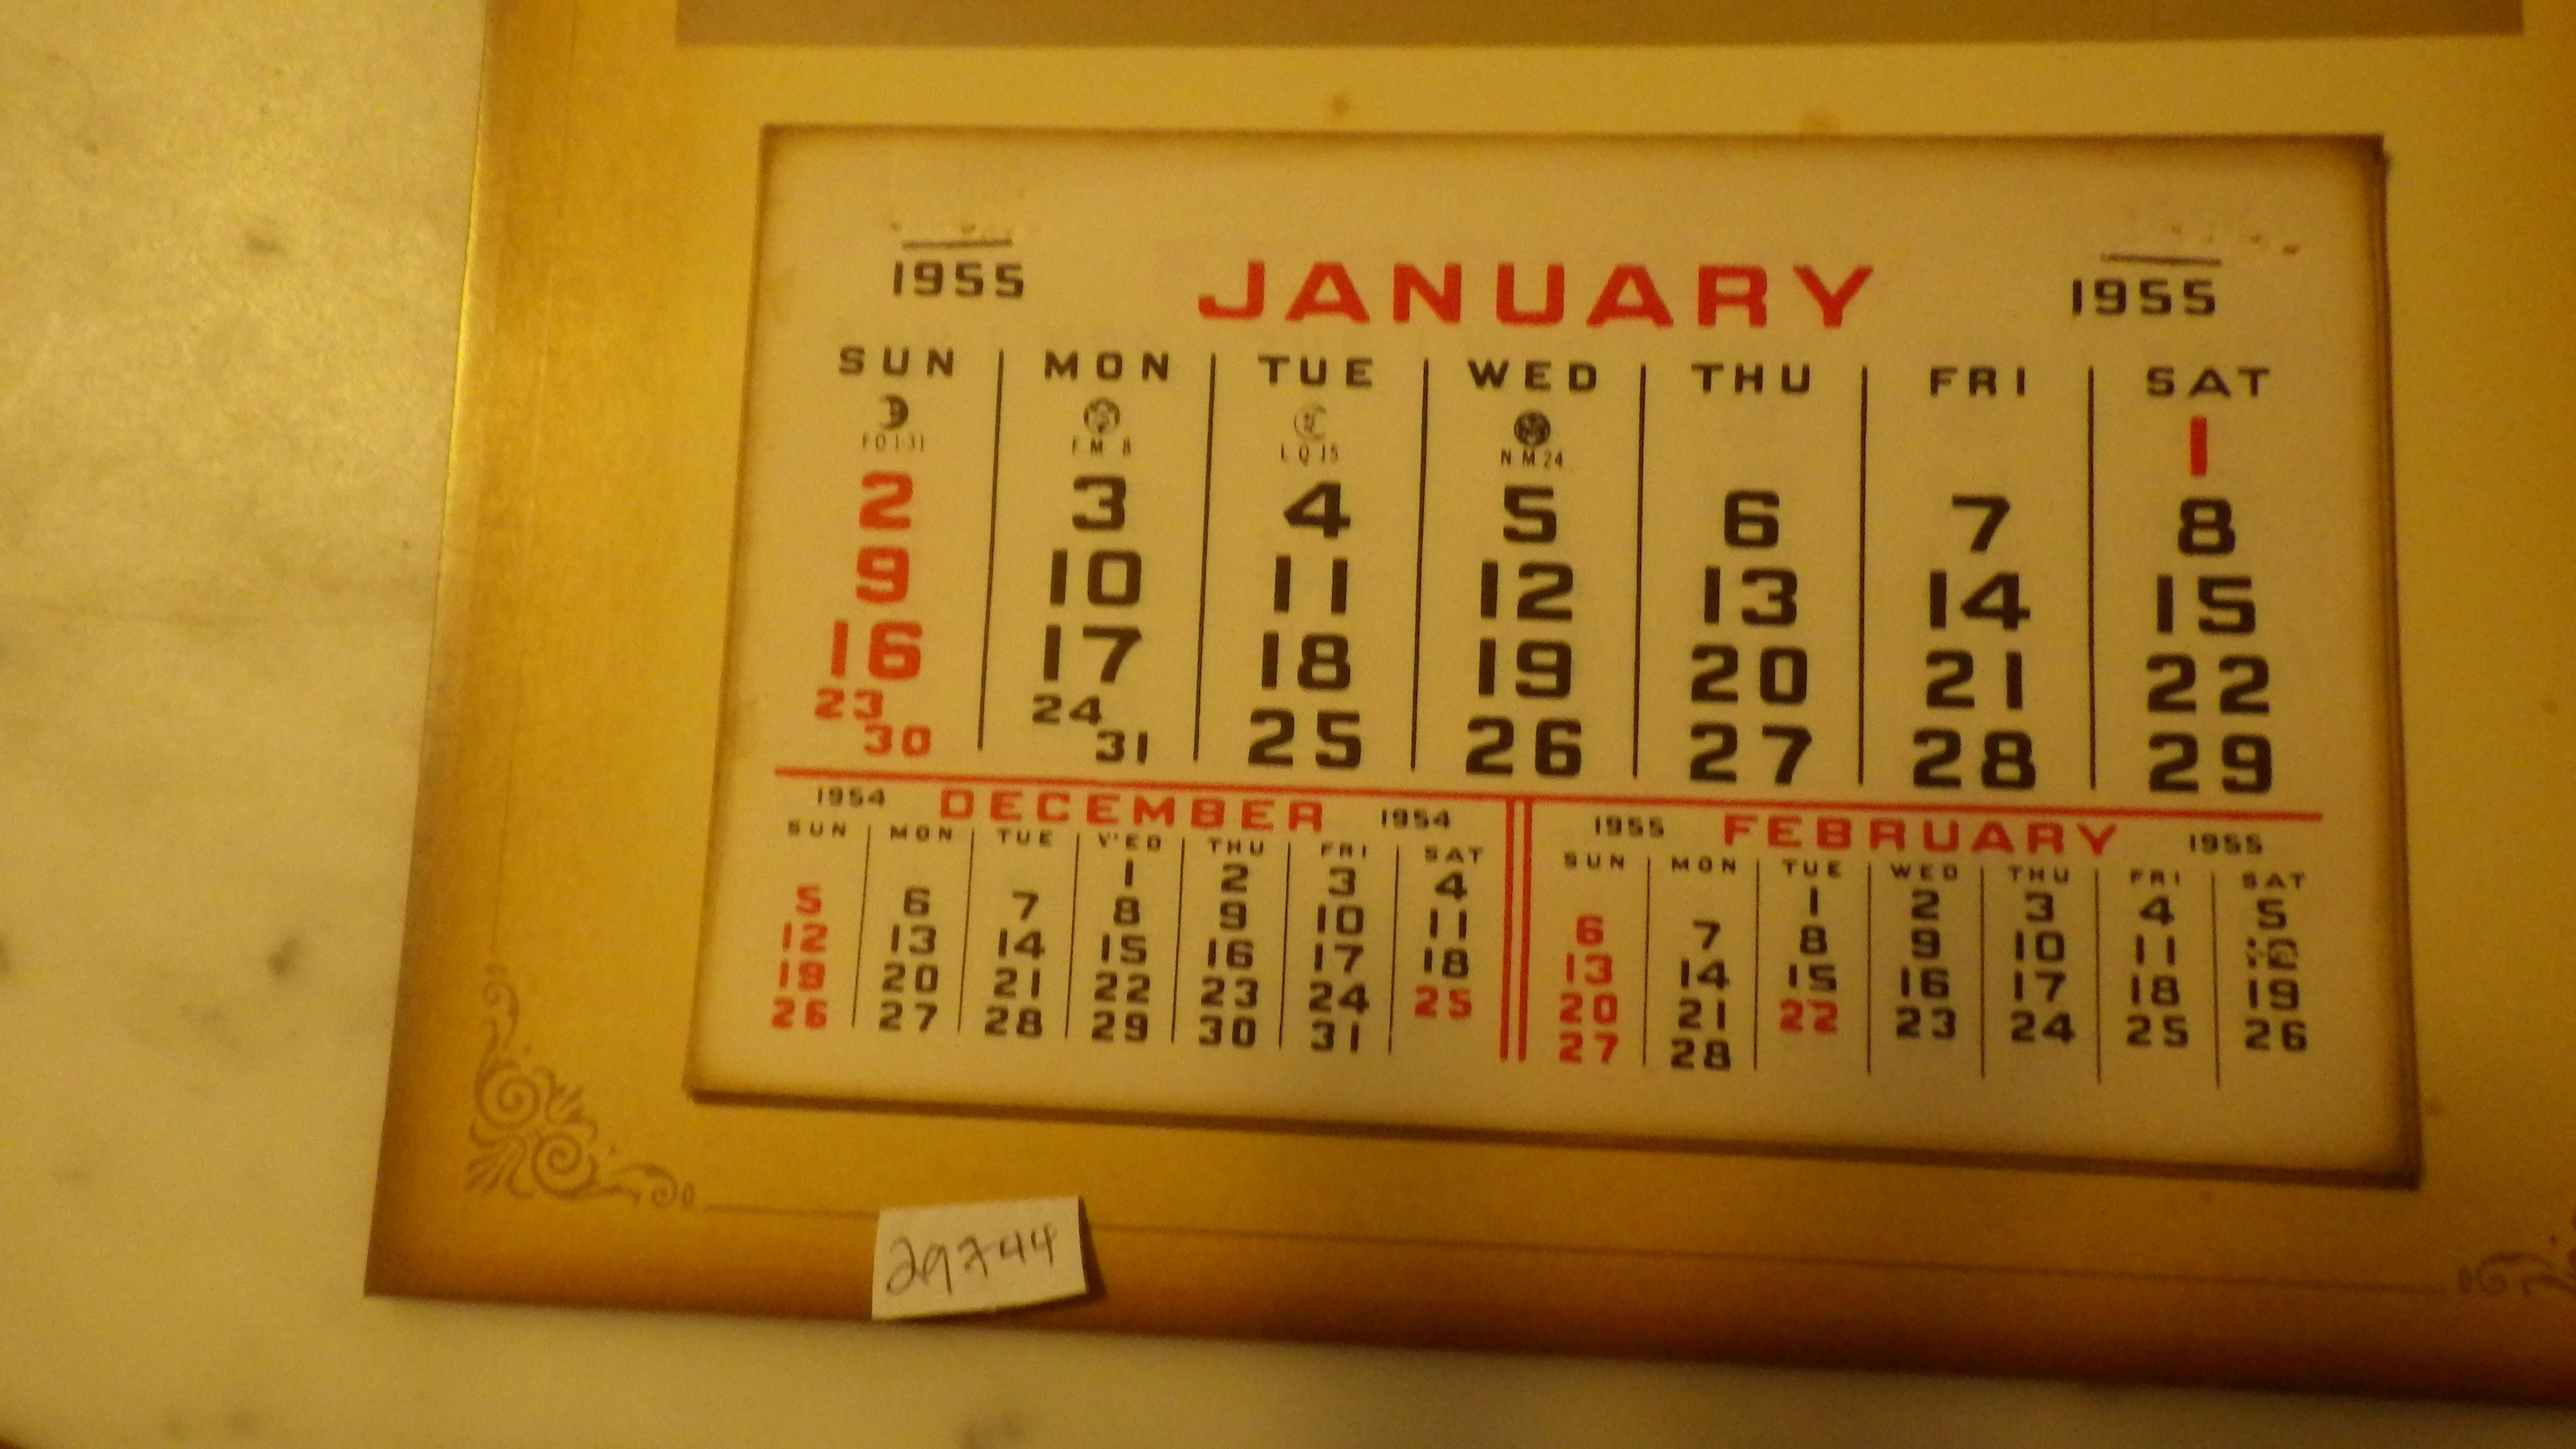 1955 JANUARY 1955
SUN MON TUE WED THU FRI SAT
1
FQ 1-31 FM 8 LQ 15 NM 24
2 3 4 5 6 7 8
9 10 11 12 13 14 15
16 17 18 19 20 21 22
23 24
30 31 25 26 27 28 29
1954 DECEMBER 1954
SUN MON TUE WED THU FRI SAT
1 2 3 4
5 6 7 8 9 10 11
12 13 14 15 16 17 18
19 20 21 22 23 24 25
26 27 28 29 30 31
1955 FEBRUARY 1955
SUN MON TUE WED THU FRI SAT
1 2 3 4 5
6 7 8 9 10 11 12
13 14 15 16 17 18 19
20 21 22 23 24 25 26
27 28
29744